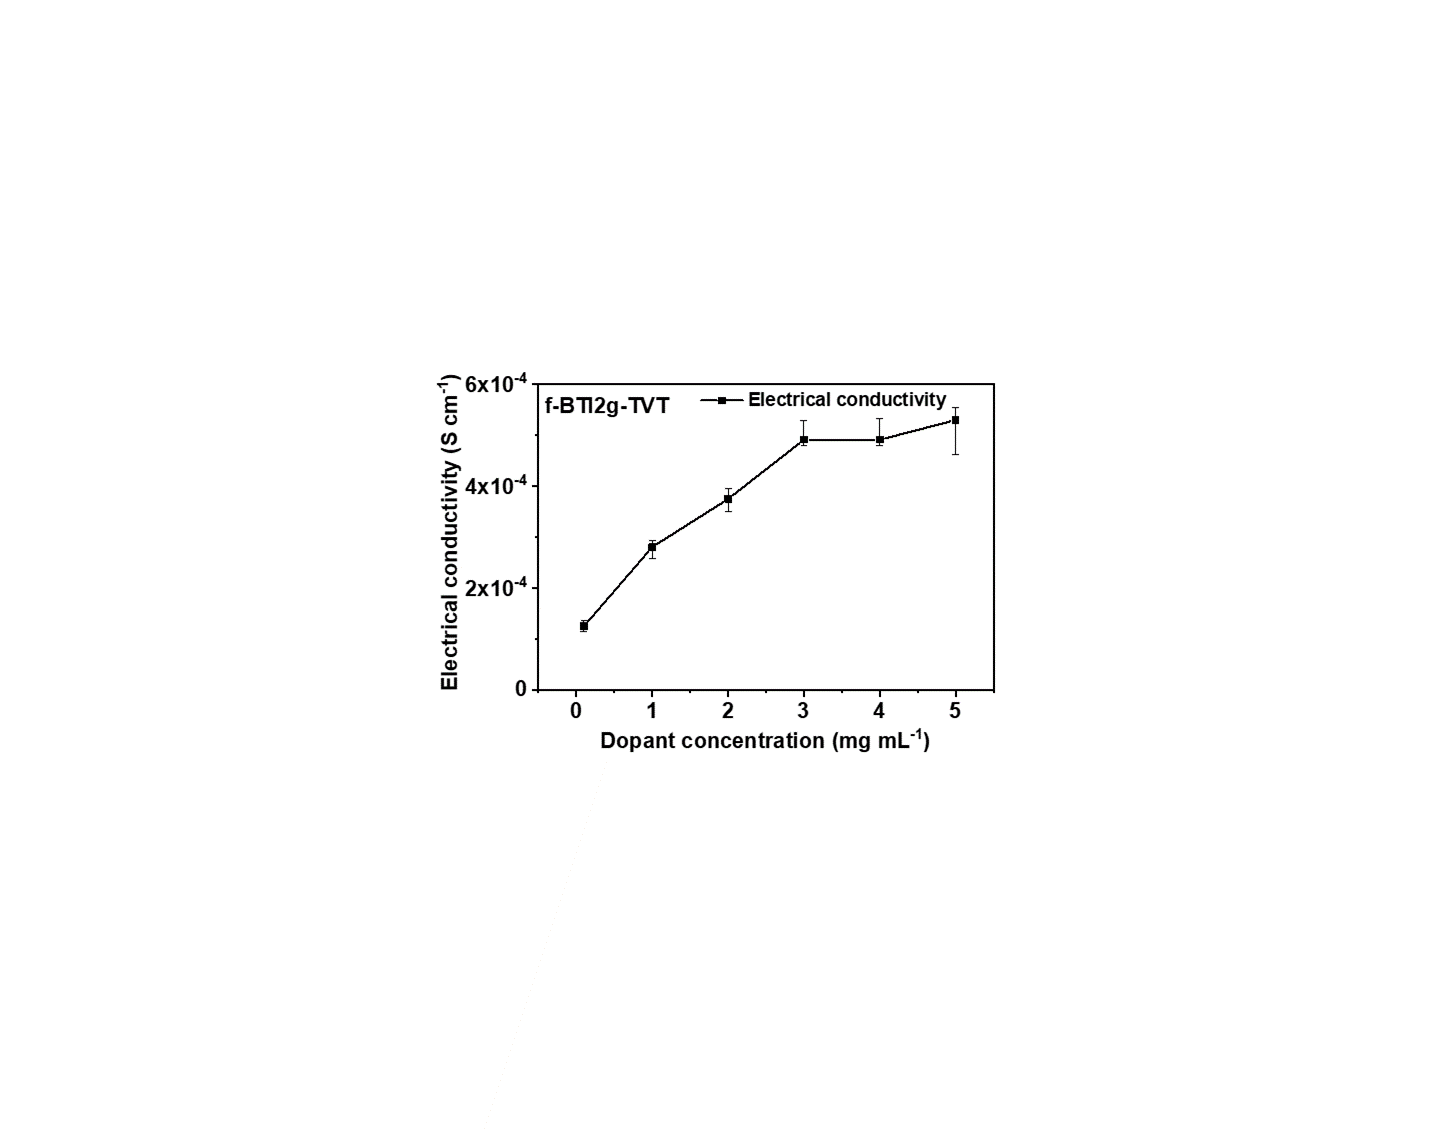 6x10⁻⁴
f-BTI2g-TVT
Electrical conductivity
Electrical conductivity (S cm⁻¹)
4x10⁻⁴
2x10⁻⁴
0
0 1 2 3 4 5
Dopant concentration (mg mL⁻¹)